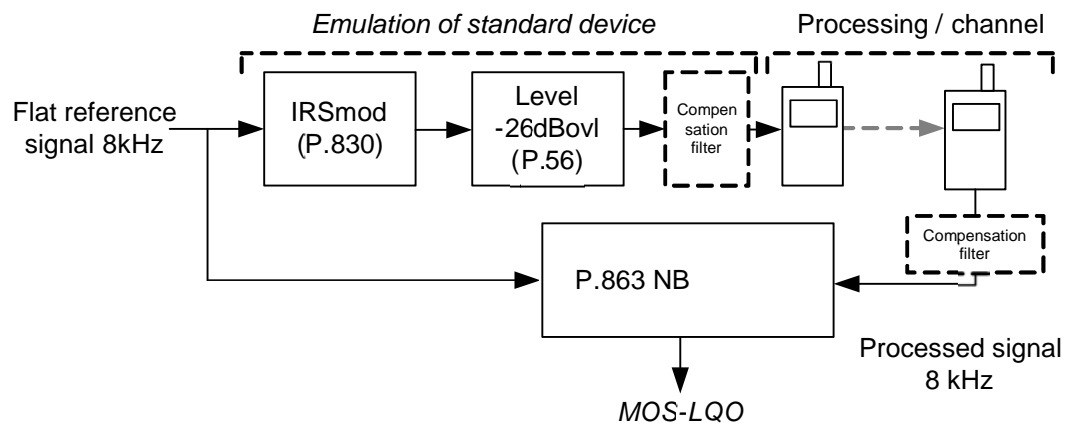 Emulation of standard device
Processing / channel
Flat reference
signal 8kHz
IRSmod
(P.830)
Level
-26dBovl
(P.56)
Compen
sation
filter
Compensation
filter
P.863 NB
Processed signal
8 kHz
MOS-LQO